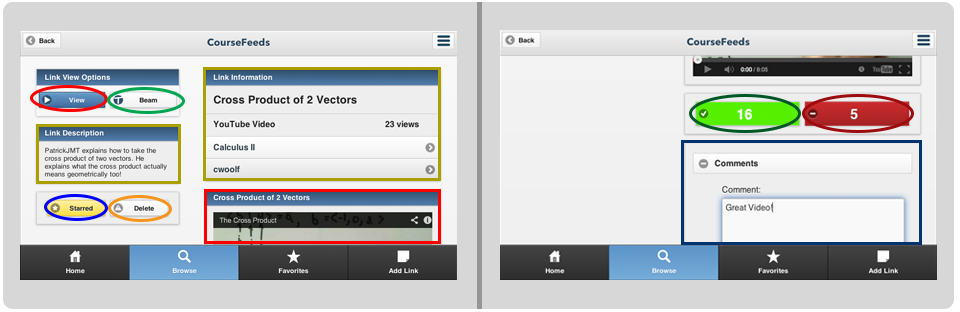 Back
CourseFeeds
Link View Options
View
Beam
Link Description
PatrickJMT explains how to take
the cross product of two vectors. He
explains what the cross product actually
means geometrically too!
Starred
Delete
Link Information
Cross Product of 2 Vectors
YouTube Video 23 views
Calculus II
cwoolf
Cross Product of 2 Vectors
The Cross Product
Home
Browse
Favorites
Add Link
Back
CourseFeeds
0:00 / 8:05
YouTube
16
5
Comments
Comment:
Great Video!
Home
Browse
Favorites
Add Link